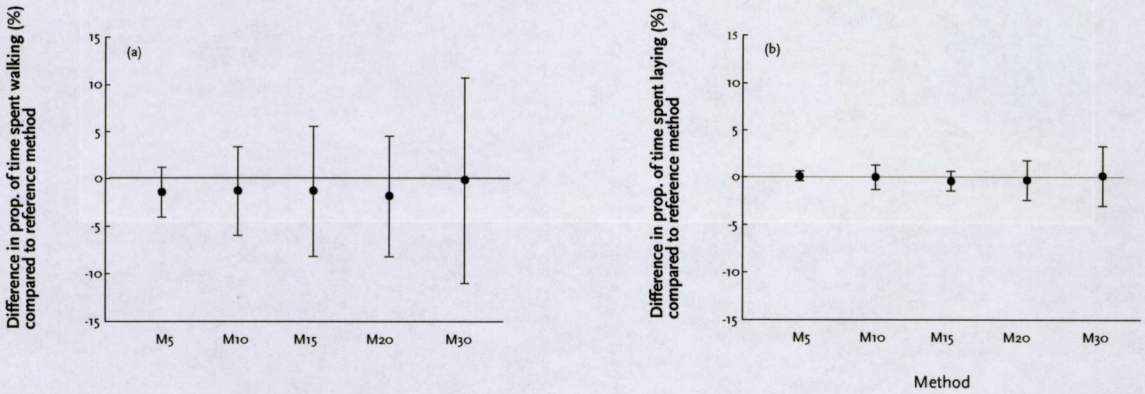 Difference in prop. of time spent walking (%)
compared to reference method
15
10
5
0
-5
-10
-15
(a)
M5
M10
M15
M20
M30
Difference in prop. of time spent laying (%)
compared to reference method
15
10
5
0
-5
-10
-15
(b)
M5
M10
M15
M20
M30
Method